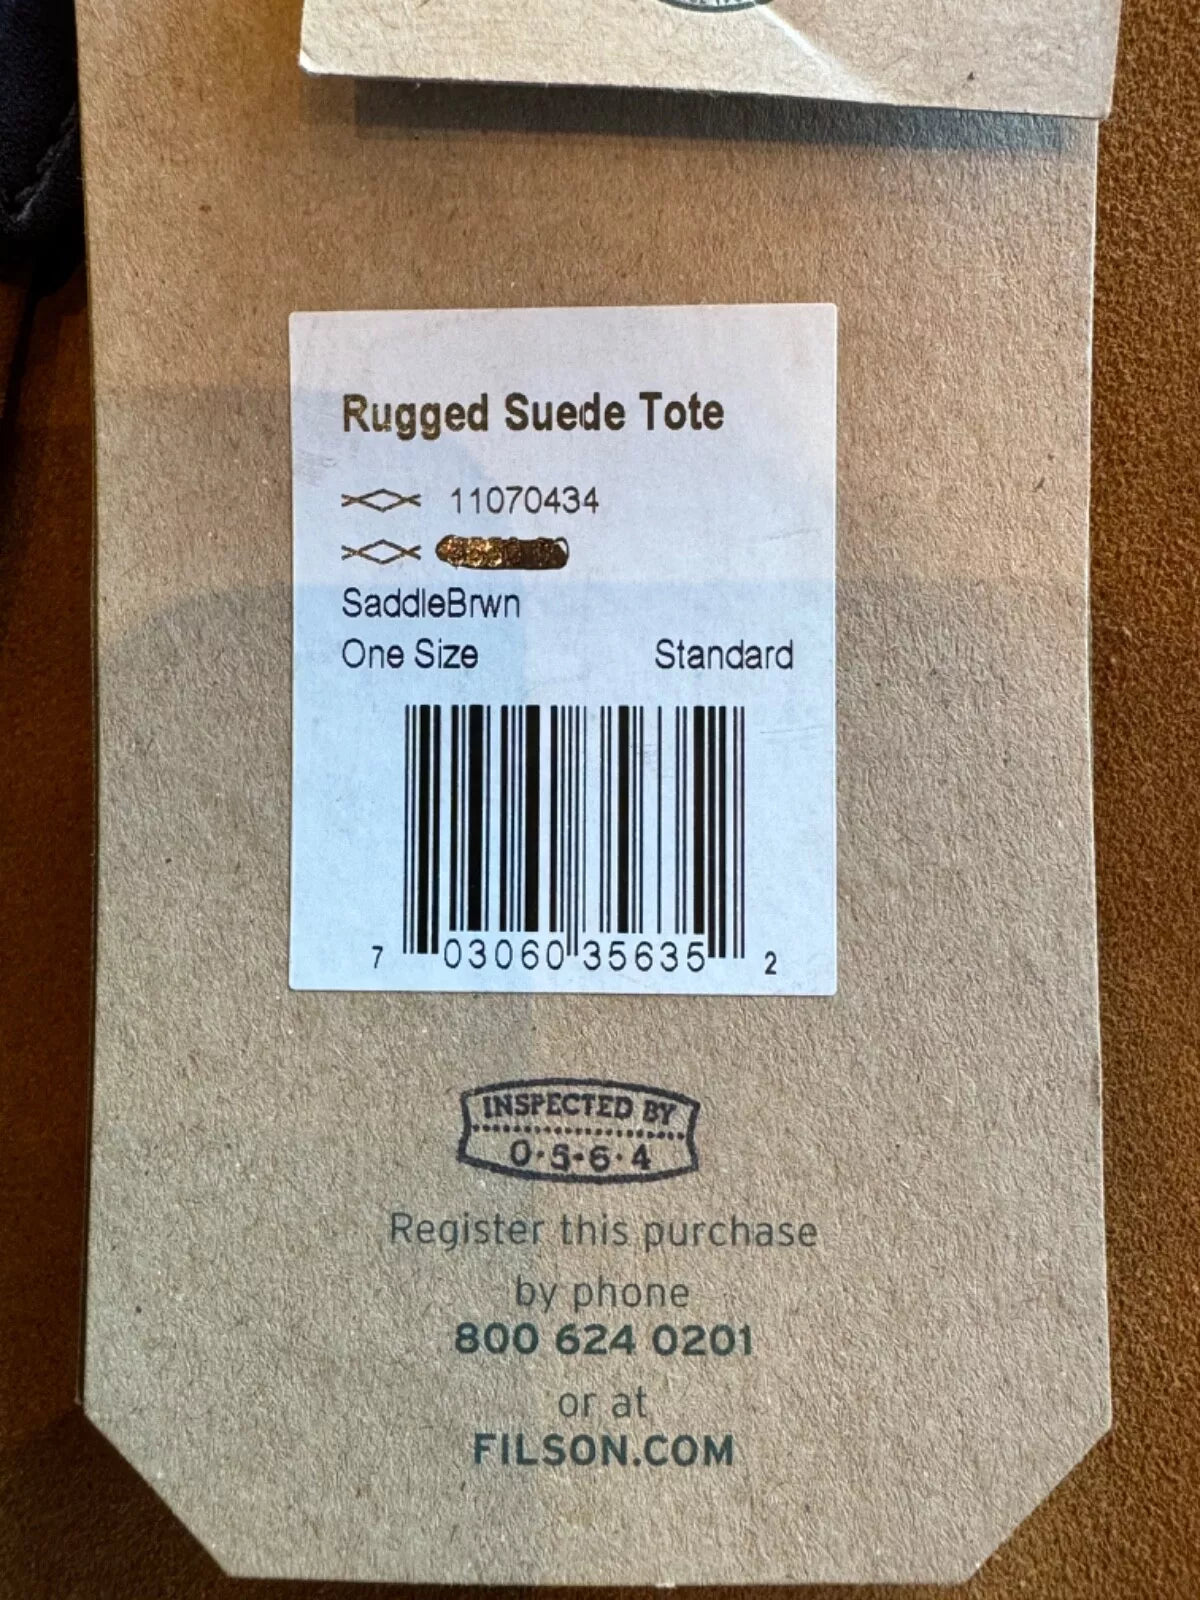 Rugged Suede Tote
11070434
SaddleBrwn
One Size Standard
7 03060 35635 2
INSPECTED BY
0·5·6·4
Register this purchase
by phone
800 624 0201
or at
FILSON.COM